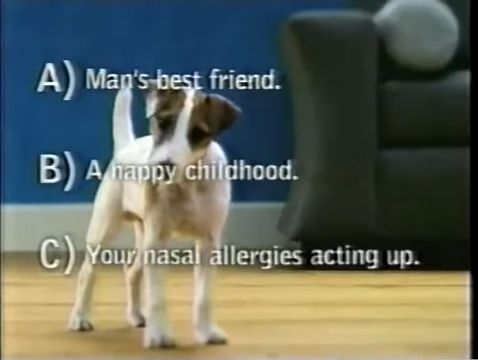 A) Man's best friend.
B) A happy childhood.
C) Your nasal allergies acting up.